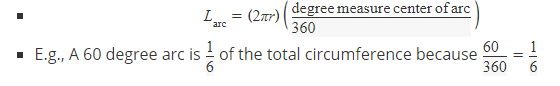 L_arc = (2πr) (degree measure center of arc / 360)
E.g., A 60 degree arc is 1/6 of the total circumference because 60/360 = 1/6